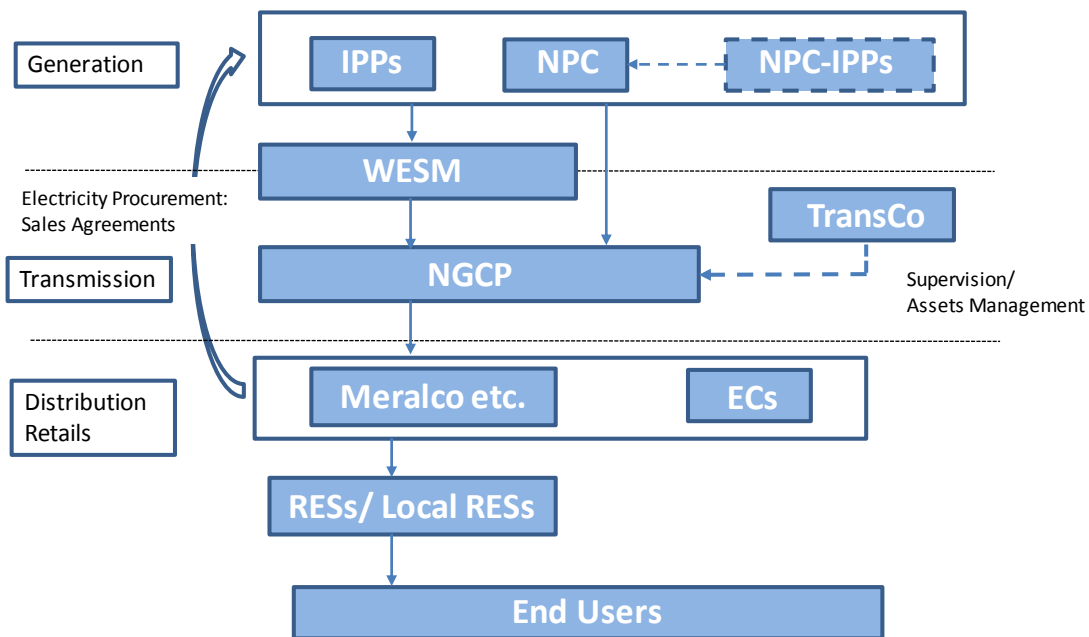 Generation
IPPs
NPC
NPC-IPPs
WESM
Electricity Procurement:
Sales Agreements
TransCo
Transmission
NGCP
Supervision/
Assets Management
Distribution
Retails
Meralco etc.
ECs
RESs/ Local RESs
End Users